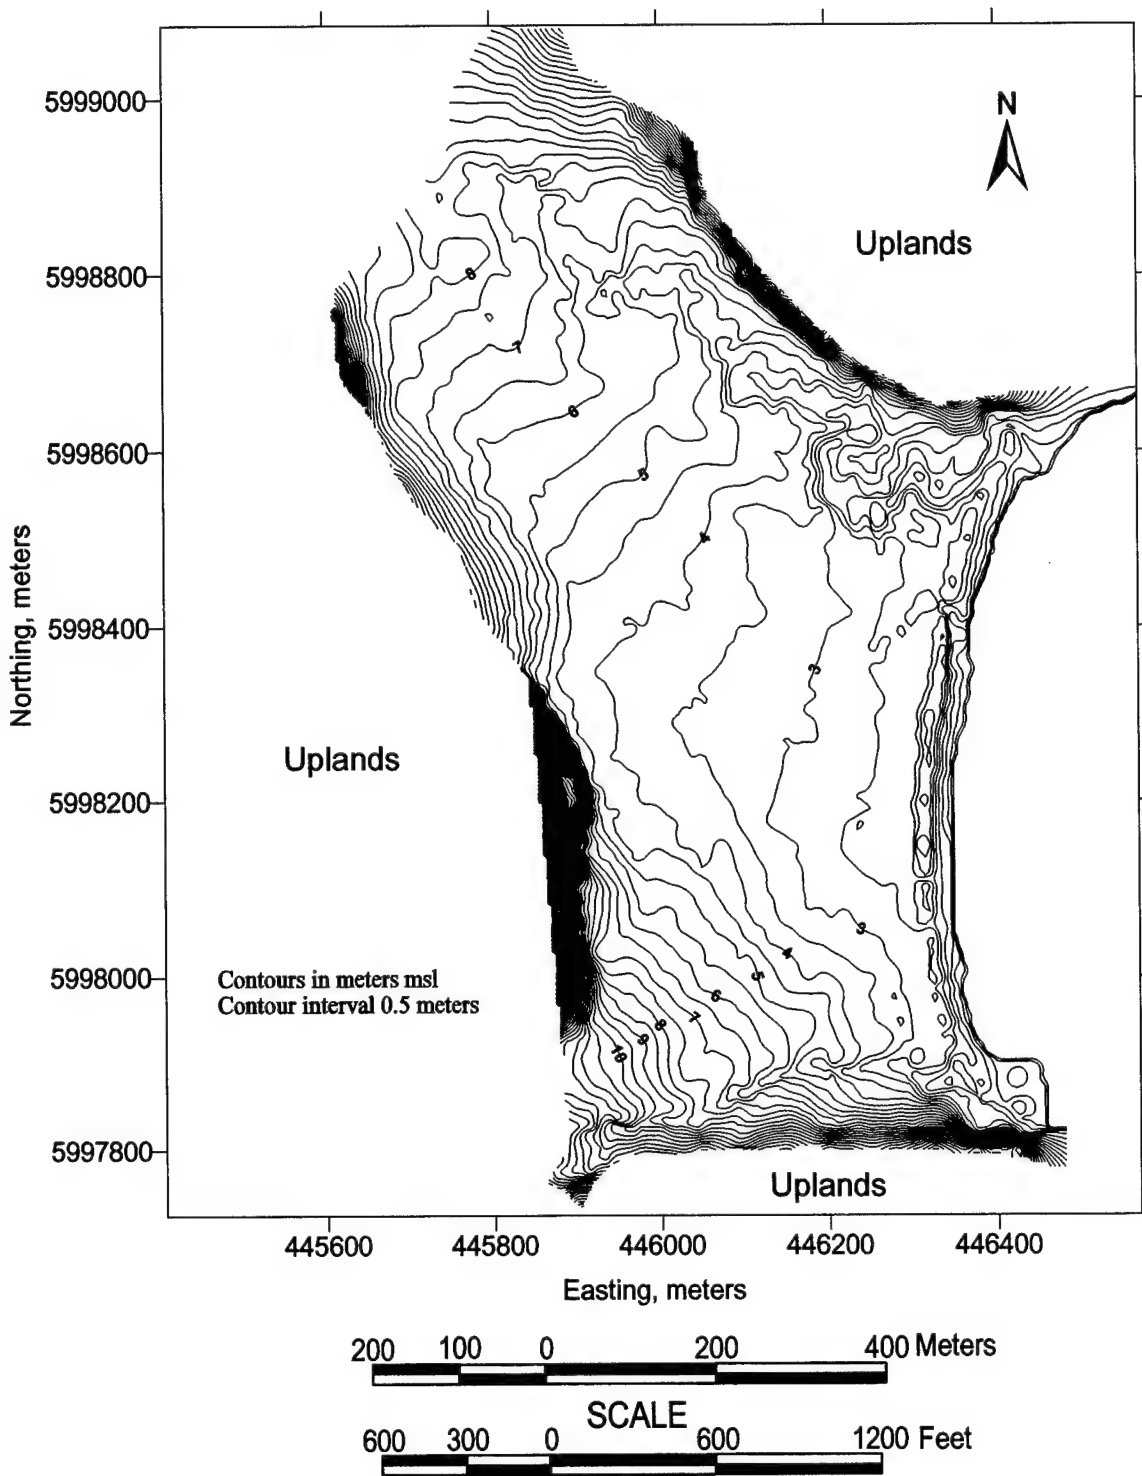 5999000
N
Uplands
8
5998800
7
6
5998600
5
4
Northing, meters
5998400
3
Uplands
5998200
3
4
5
5998000
Contours in meters msl
Contour interval 0.5 meters
6
7
8
9
10
5997800
Uplands
445600 445800 446000 446200 446400
Easting, meters
200 100 0 200 400 Meters
SCALE
600 300 0 600 1200 Feet